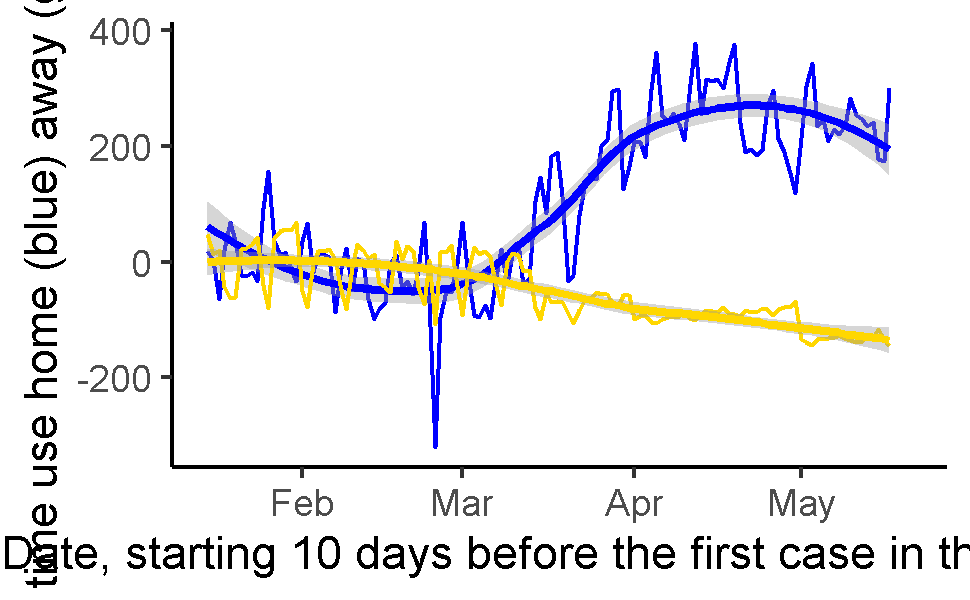 time use home (blue) away (g
400
200
0
-200
Feb Mar Apr May
Date, starting 10 days before the first case in th